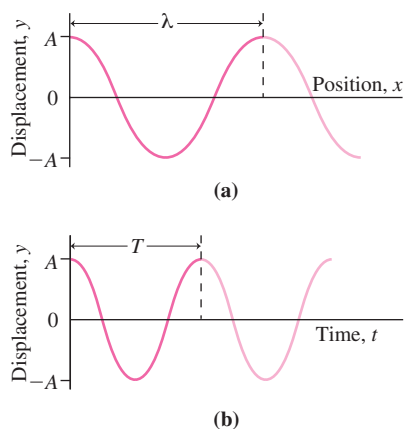 λ
A
Displacement, y
0
Position, x
−A
(a)
T
A
Displacement, y
0
Time, t
−A
(b)